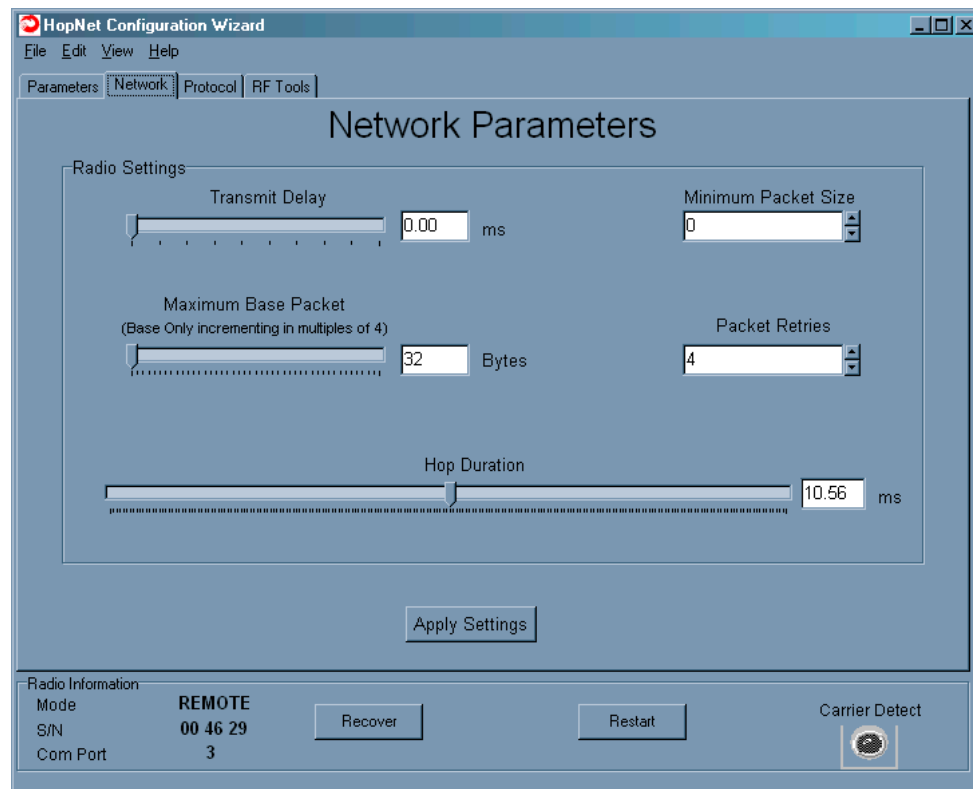 HopNet Configuration Wizard
File Edit View Help
Parameters Network Protocol RF Tools
Network Parameters
Radio Settings
Transmit Delay
0.00 ms
Minimum Packet Size
0
Maximum Base Packet
(Base Only incrementing in multiples of 4)
32 Bytes
Packet Retries
4
Hop Duration
10.56 ms
Apply Settings
Radio Information
Mode REMOTE
S/N 00 46 29
Com Port 3
Recover
Restart
Carrier Detect